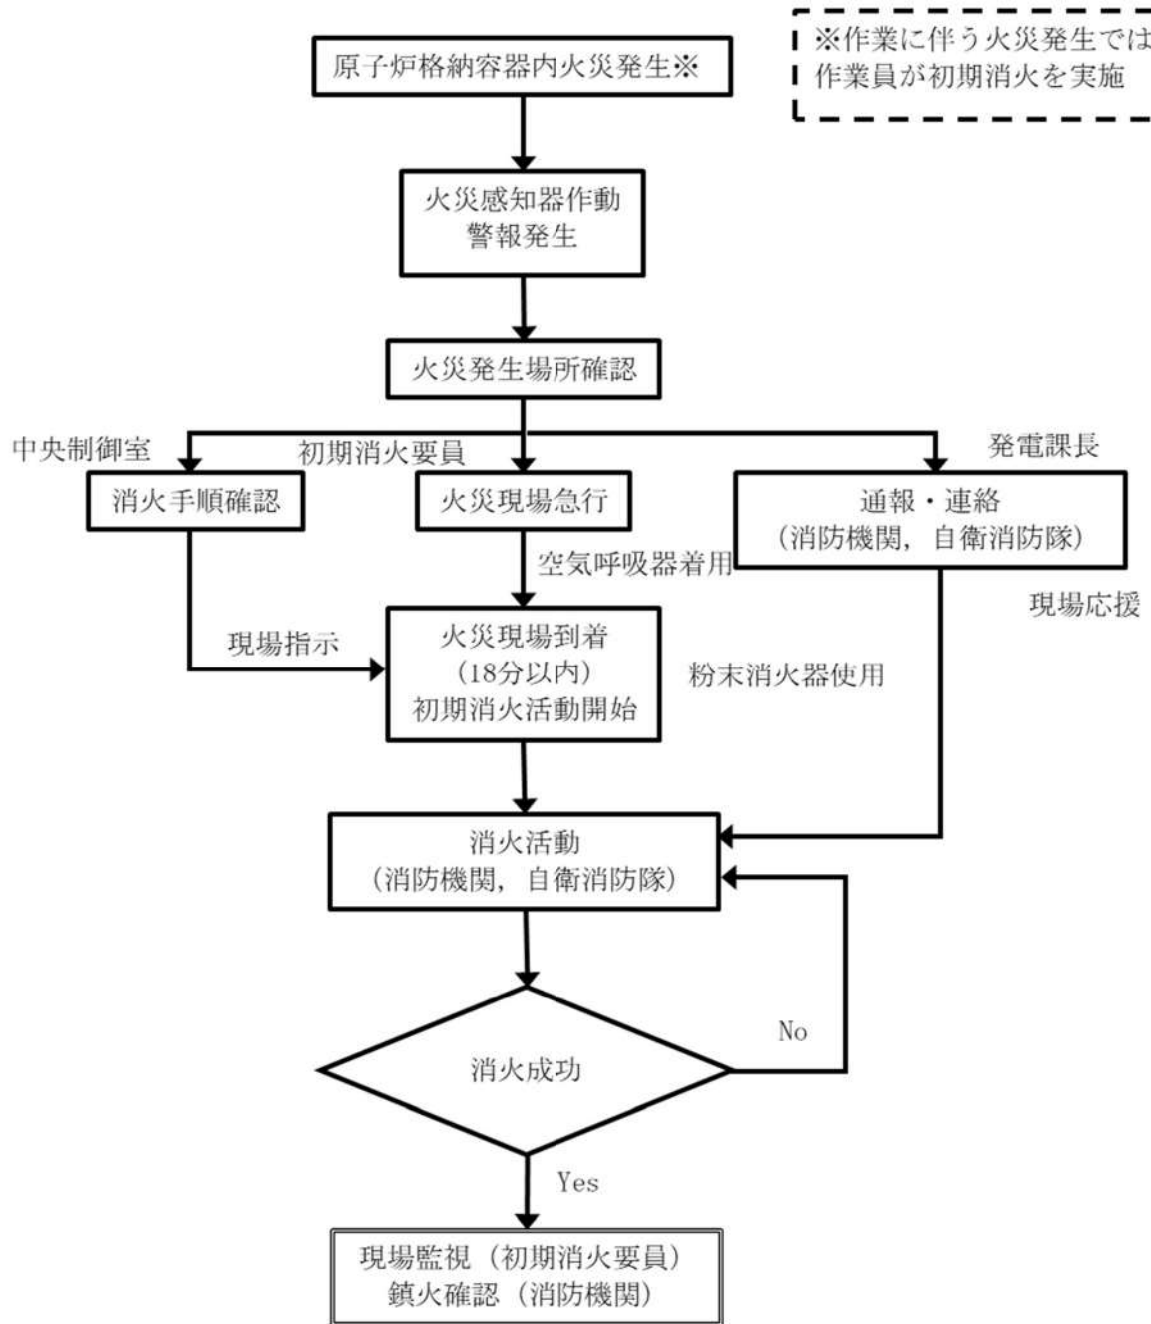 ※作業に伴う火災発生では
作業員が初期消火を実施
原子炉格納容器内火災発生※
火災感知器作動
警報発生
火災発生場所確認
中央制御室
初期消火要員
発電課長
消火手順確認
火災現場急行
通報・連絡
(消防機関，自衛消防隊)
空気呼吸器着用
現場応援
現場指示
火災現場到着
(18分以内)
初期消火活動開始
粉末消火器使用
消火活動
(消防機関，自衛消防隊)
消火成功
No
Yes
現場監視（初期消火要員）
鎮火確認（消防機関）